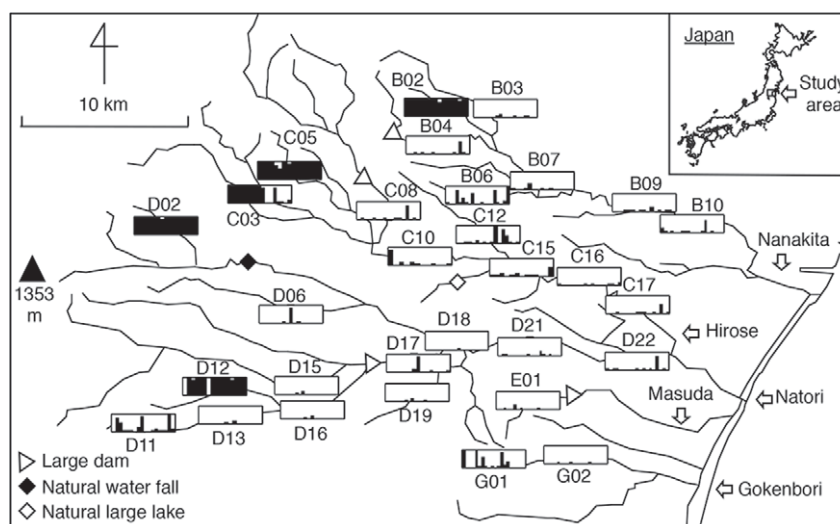 Japan
Study
area
10 km
B02
B03
B04
C05
B07
B06
C03
C08
B09
B10
D02
C12
C10
C15
C16
Nanakita
1353
m
C17
D06
D18
D21
Hirose
D17
D22
D12
D15
E01
Masuda
D19
Natori
D11
D13
D16
Large dam
Natural water fall
G01
G02
Natural large lake
Gokenbori